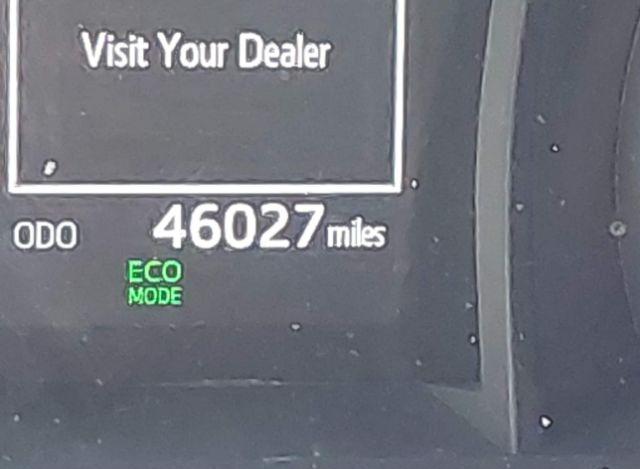 Visit Your Dealer
ODO 46027 miles
ECO
MODE